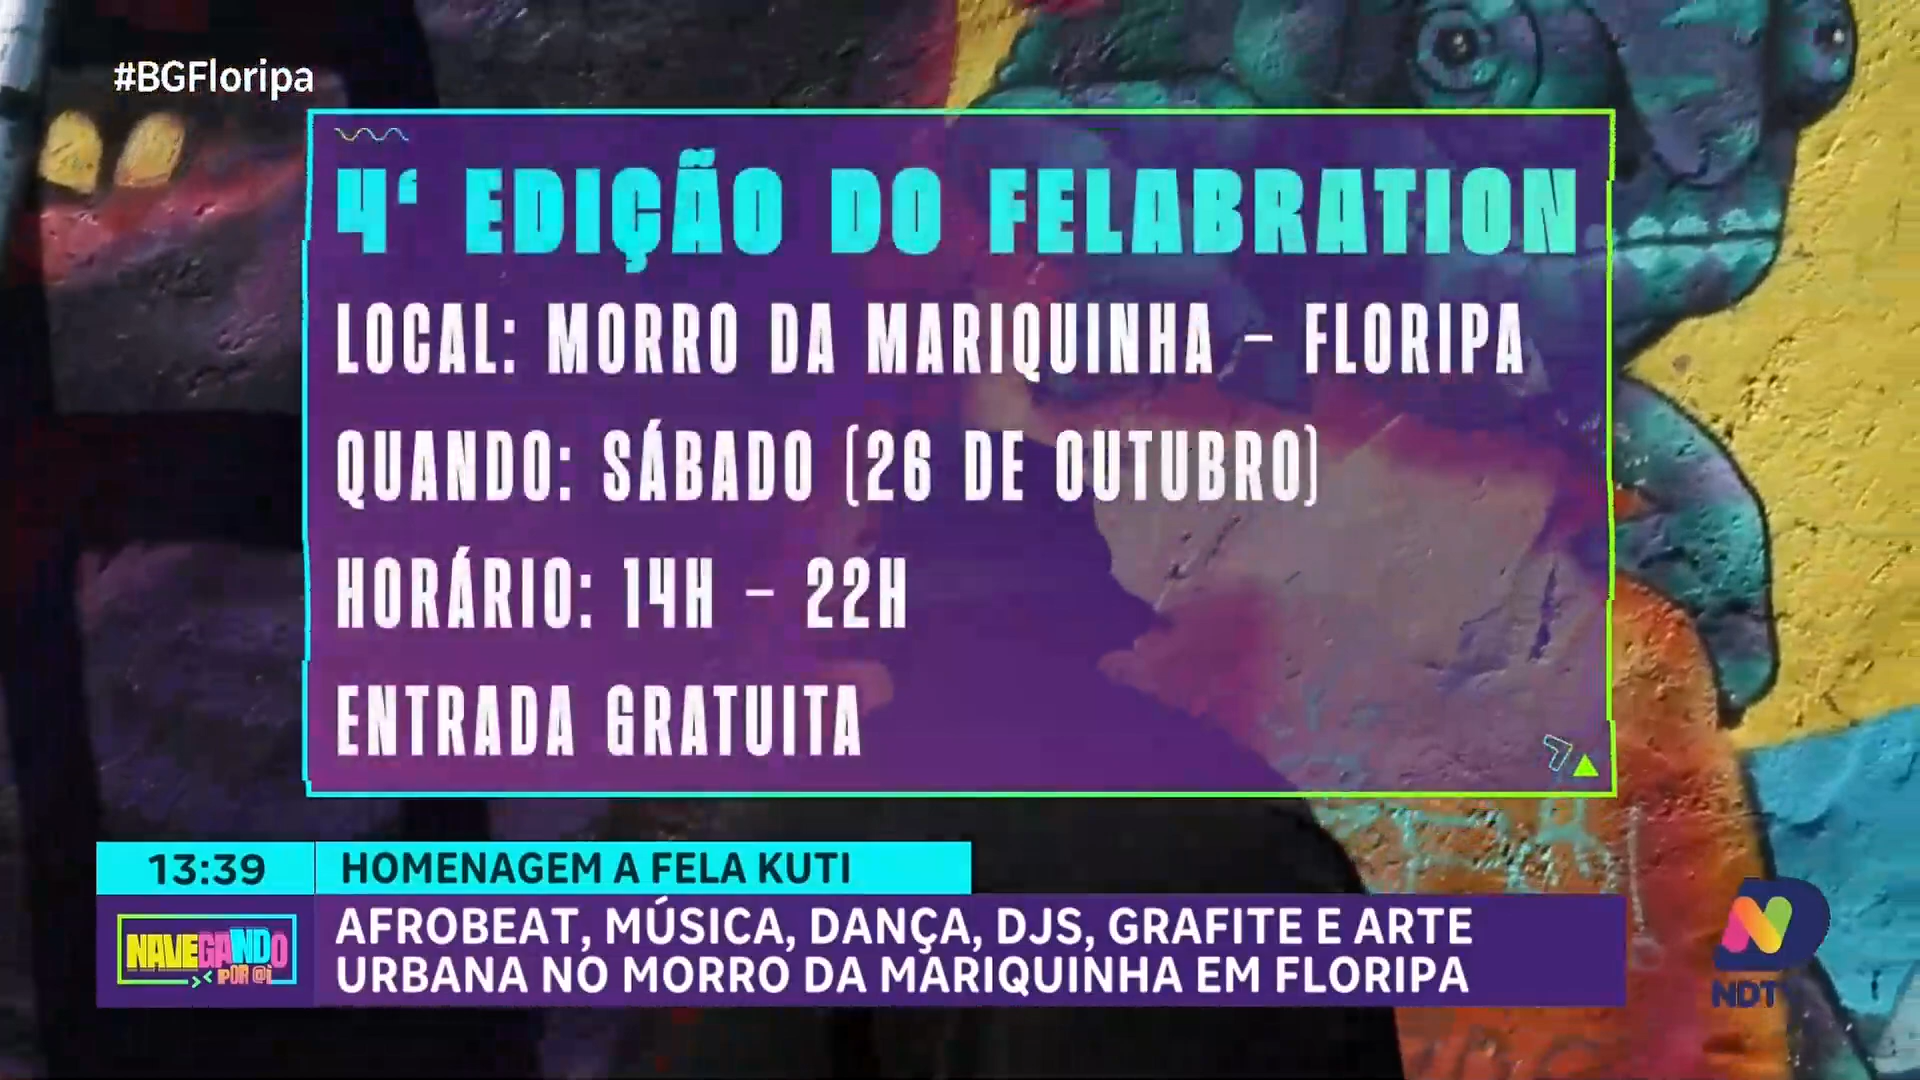 #BGFloripa
4ª EDIÇÃO DO FELABRATION
LOCAL: MORRO DA MARIQUINHA - FLORIPA
QUANDO: SÁBADO (26 DE OUTUBRO)
HORÁRIO: 14H - 22H
ENTRADA GRATUITA
13:39
HOMENAGEM A FELA KUTI
NAVEGANDO
POR @Í
AFROBEAT, MÚSICA, DANÇA, DJS, GRAFITE E ARTE
URBANA NO MORRO DA MARIQUINHA EM FLORIPA
NDTV